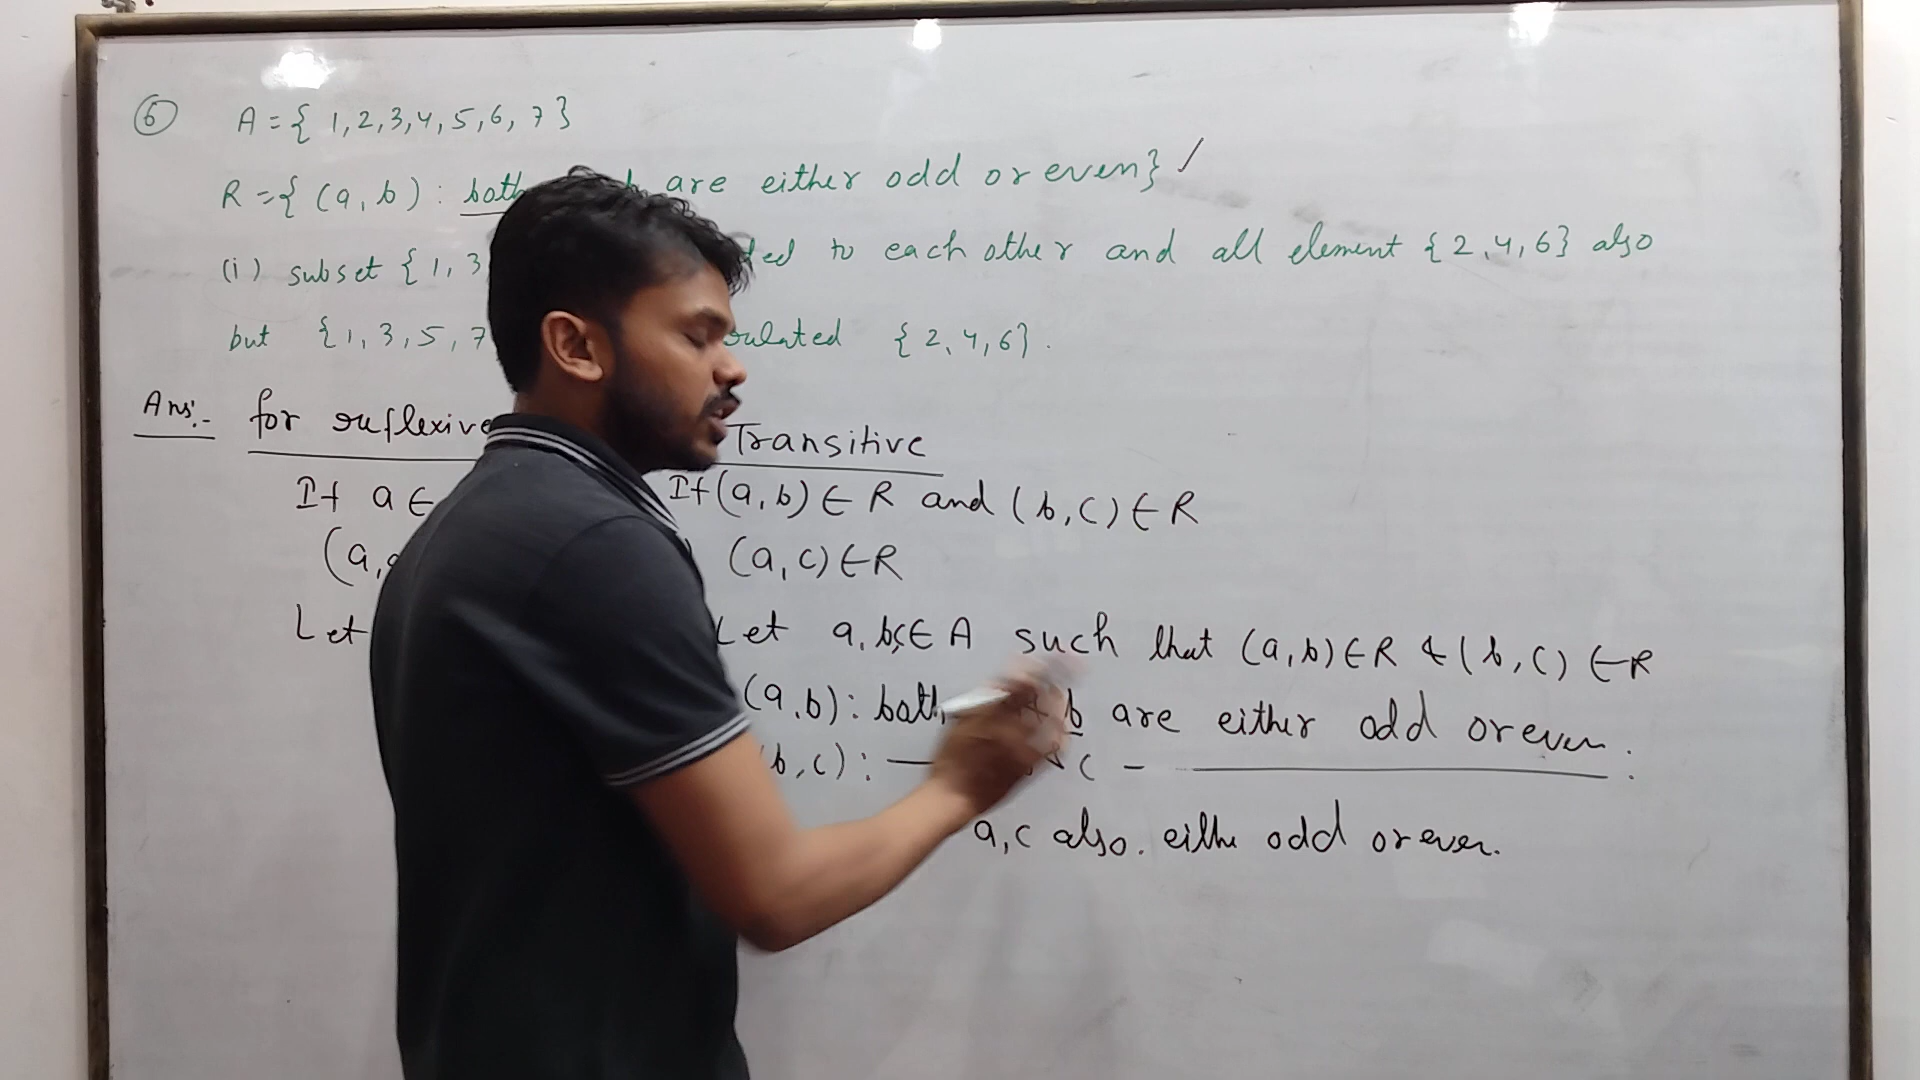 6 A = { 1, 2, 3, 4, 5, 6, 7 }
R = { (a, b) : both are either odd or even} /
(i) subset { 1, 3 to each other and all element { 2, 4, 6 } also
but { 1, 3, 5, 7 related { 2, 4, 6 } .
Ans:- for reflexive Transitive
If a ∈ If (a, b) ∈ R and (b, c) ∈ R
(a, (a, c) ∈ R
Let Let a, b, c ∈ A such that (a, b) ∈ R & (b, c) ∈ R
(a, b) : both b are either odd or even :
b, c) : — c - ——— :
a, c also. eithe odd or even.